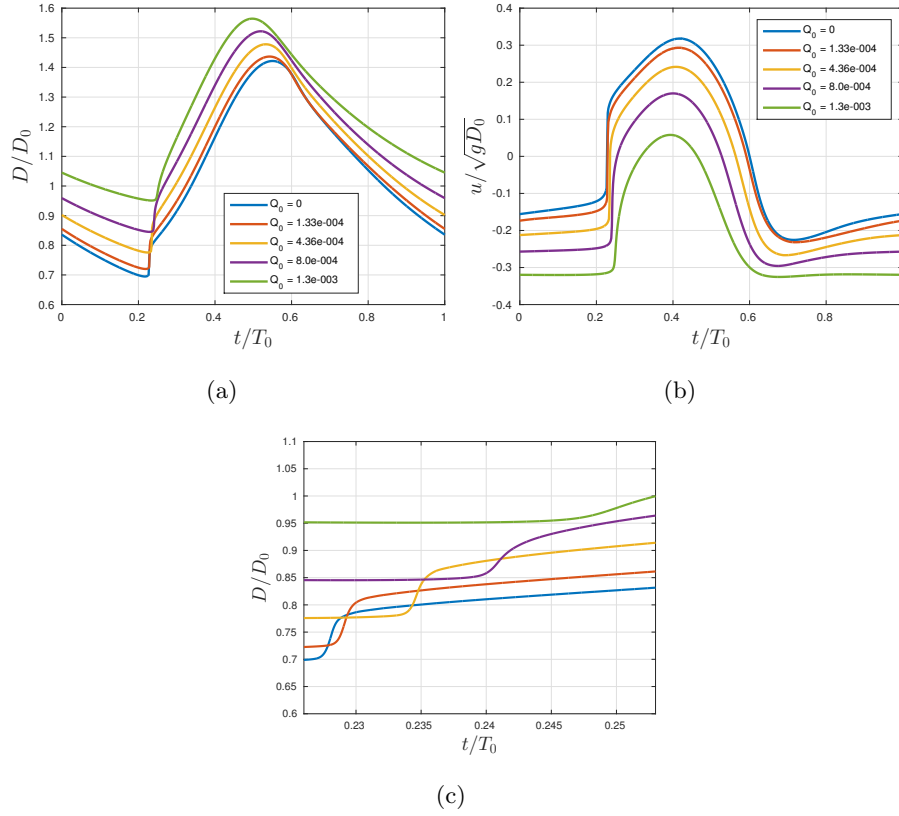 1.6
1.5
1.4
1.3
1.2
1.1
1
0.9
0.8
0.7
0.6
D/D₀
0
0.2
0.4
0.6
0.8
1
t/T₀
Q₀ = 0
Q₀ = 1.33e-004
Q₀ = 4.36e-004
Q₀ = 8.0e-004
Q₀ = 1.3e-003
(a)
0.4
0.3
0.2
0.1
0
-0.1
-0.2
-0.3
-0.4
u/√gD₀
0
0.2
0.4
0.6
0.8
t/T₀
Q₀ = 0
Q₀ = 1.33e-004
Q₀ = 4.36e-004
Q₀ = 8.0e-004
Q₀ = 1.3e-003
(b)
1.1
1.05
1
0.95
0.9
0.85
0.8
0.75
0.7
0.65
0.6
D/D₀
0.23
0.235
0.24
0.245
0.25
t/T₀
(c)